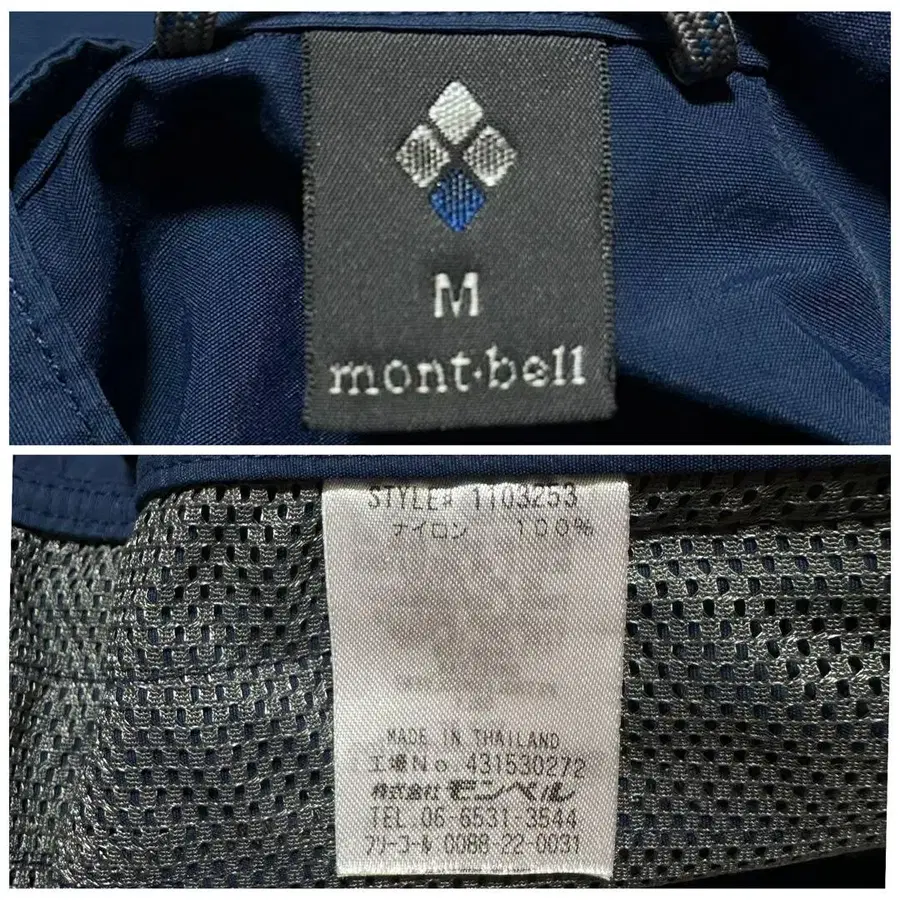 M
mont·bell
STYLE# 1103253
ナイロン 100%
MADE IN THAILAND
工場No. 431530272
株式会社 モンベル
TEL.06-6531-3544
フリーコール 0088-22-0031